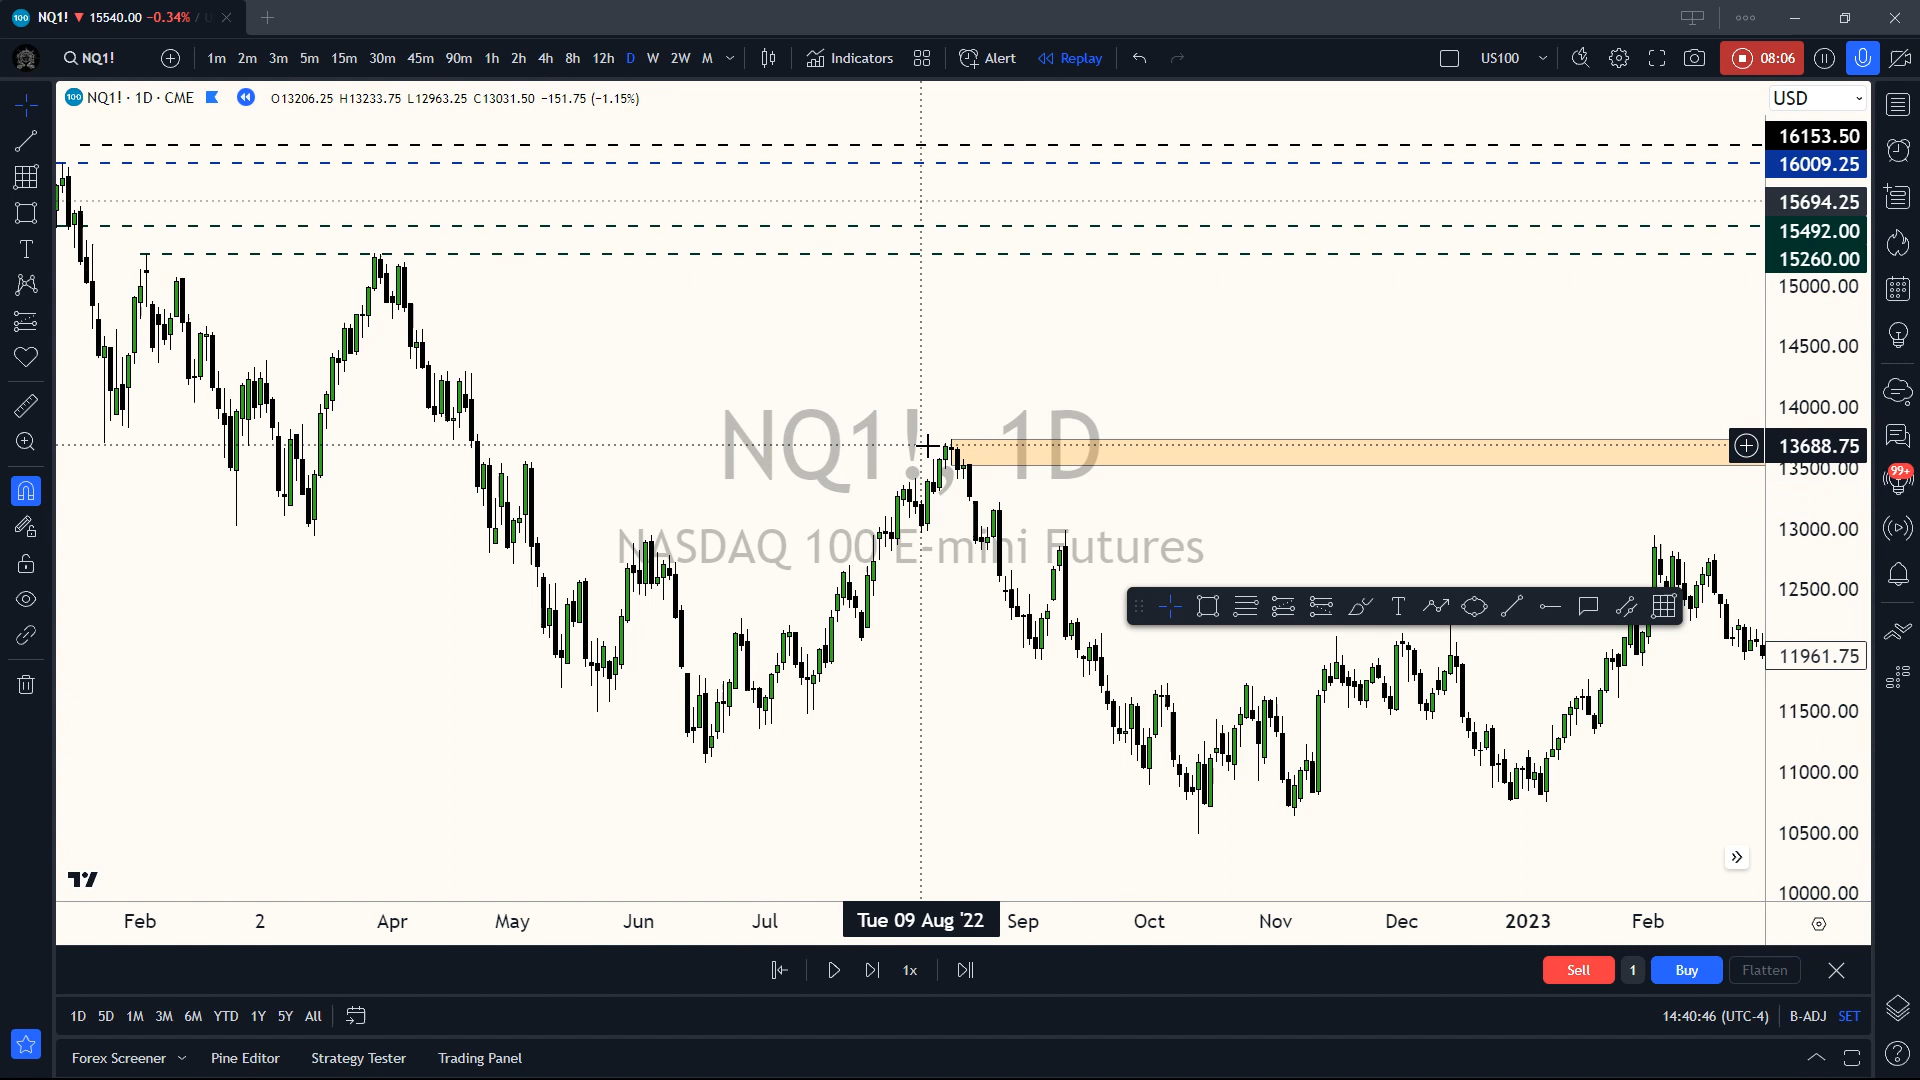 100 NQ1! ▼ 15540.00 −0.34% / U
NQ1! 1m 2m 3m 5m 15m 30m 45m 90m 1h 2h 4h 8h 12h D W 2W M Indicators Alert Replay US100 08:06
100 NQ1! · 1D · CME O13206.25 H13233.75 L12963.25 C13031.50 −151.75 (−1.15%)
USD
16153.50
16009.25
15694.25
15492.00
15260.00
15000.00
14500.00
14000.00
13688.75
13500.00
13000.00
12500.00
11961.75
11500.00
11000.00
10500.00
10000.00
NQ1!, 1D
NASDAQ 100 E-mini Futures
99+
Feb 2 Apr May Jun Jul Tue 09 Aug '22 Sep Oct Nov Dec 2023 Feb
1x Sell 1 Buy Flatten
1D 5D 1M 3M 6M YTD 1Y 5Y All 14:40:46 (UTC-4) B-ADJ SET
Forex Screener Pine Editor Strategy Tester Trading Panel